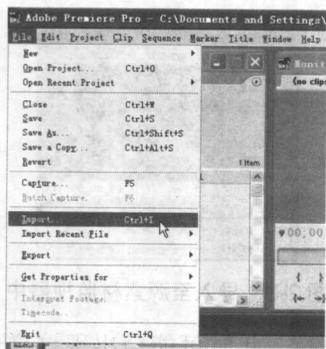 Adobe Premiere Pro - C:\Documents and Settings\
File Edit Project Clip Sequence Marker Title Window Help
New
Open Project... Ctrl+O
Open Recent Project
Close Ctrl+W
Save Ctrl+S
Save As... Ctrl+Shift+S
Save a Copy... Ctrl+Alt+S
Revert
Capture... F5
Batch Capture. F6
Import... Ctrl+I
Import Recent File
Export
Get Properties for
Interpret Footage.
Timecode...
Exit Ctrl+Q
Monit
(no clips
1 Item
00;00